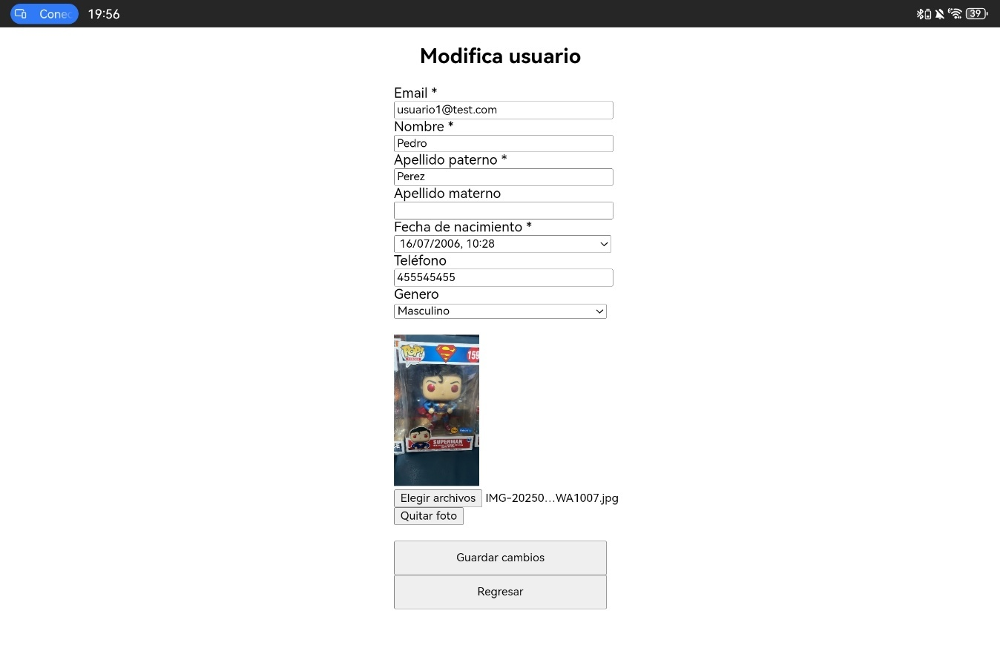 Conec
19:56
39
Modifica usuario
Email *
usuario1@test.com
Nombre *
Pedro
Apellido paterno *
Perez
Apellido materno
Fecha de nacimiento *
16/07/2006, 10:28
Teléfono
455545455
Genero
Masculino
POP!
159
SUPERMAN
Elegir archivos IMG-20250...WA1007.jpg
Quitar foto
Guardar cambios
Regresar